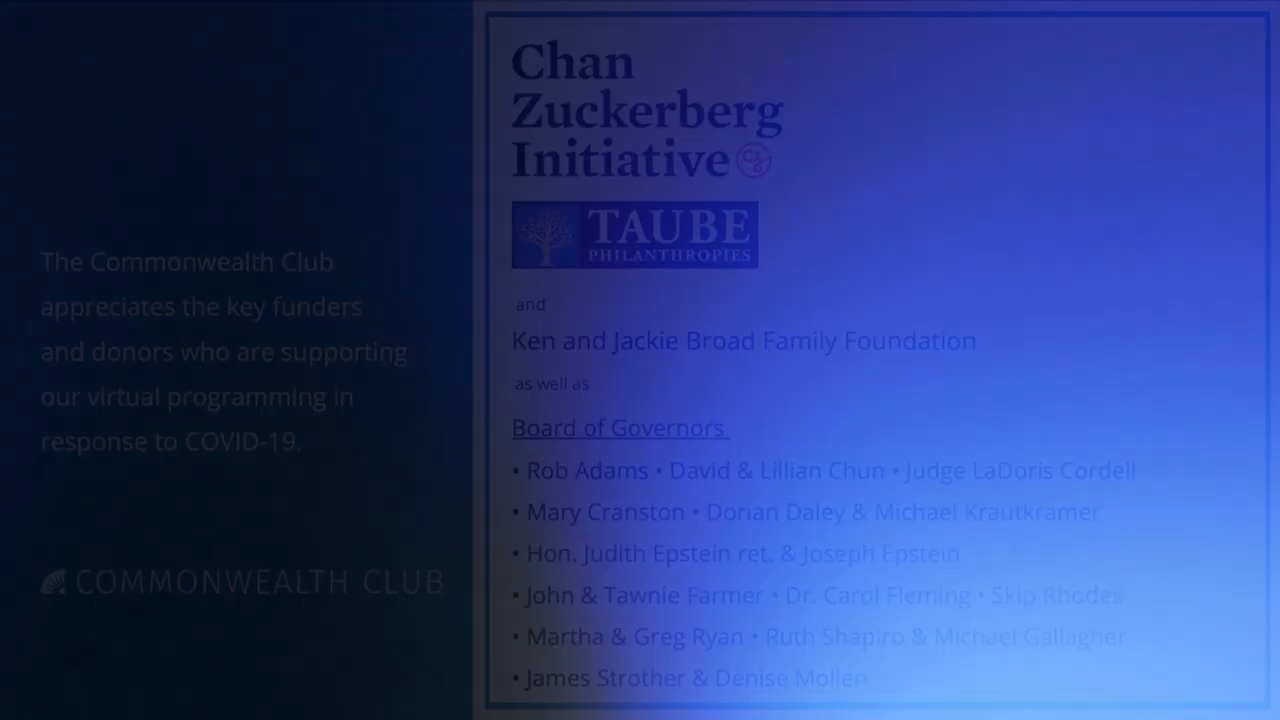 The Commonwealth Club
appreciates the key funders
and donors who are supporting
our virtual programming in
response to COVID-19.
COMMONWEALTH CLUB
Chan
Zuckerberg
Initiative
TAUBE
PHILANTHROPIES
and
Ken and Jackie Broad Family Foundation
as well as
Board of Governors
• Rob Adams • David & Lillian Chun • Judge LaDoris Cordell
• Mary Cranston • Dorian Daley & Michael Krautkramer
• Hon. Judith Epstein ret. & Joseph Epstein
• John & Tawnie Farmer • Dr. Carol Fleming • Skip Rhodes
• Martha & Greg Ryan • Ruth Shapiro & Michael Gallagher
• James Strother & Denise Mollen